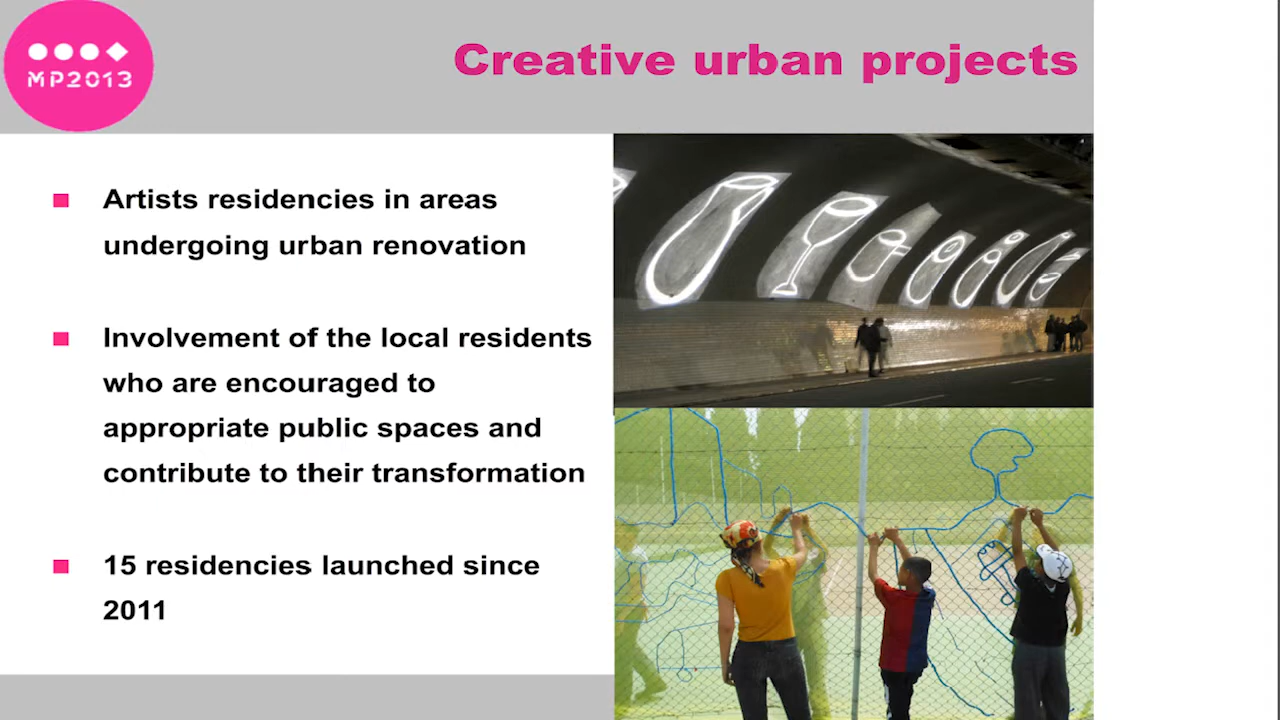 MP2013
Creative urban projects
Artists residencies in areas
undergoing urban renovation
Involvement of the local residents
who are encouraged to
appropriate public spaces and
contribute to their transformation
15 residencies launched since
2011